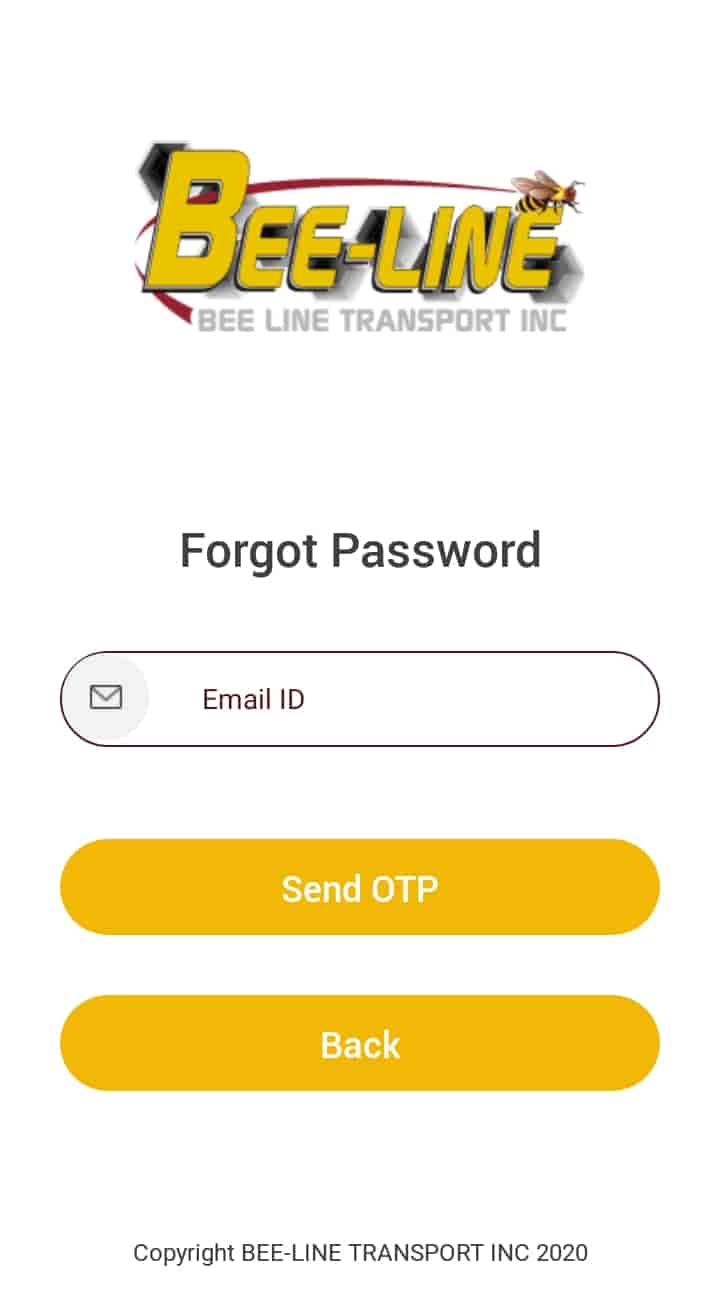 BEE-LINE
BEE LINE TRANSPORT INC
Forgot Password
Email ID
Send OTP
Back
Copyright BEE-LINE TRANSPORT INC 2020